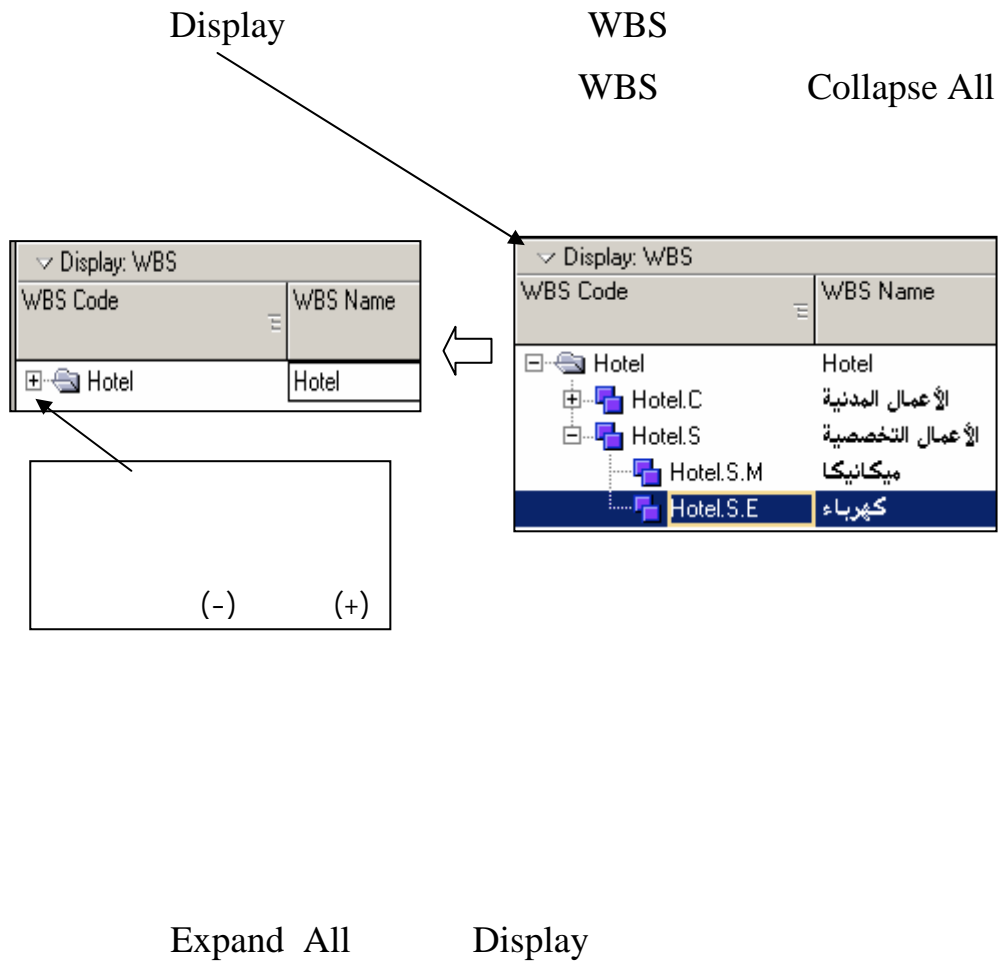 Display WBS
WBS Collapse All
Display: WBS
WBS Code WBS Name
Hotel Hotel
(-) (+)
Display: WBS
WBS Code WBS Name
Hotel Hotel
Hotel.C الأعمال المدنية
Hotel.S الأعمال التخصصية
Hotel.S.M ميكانيكا
Hotel.S.E كهرباء
Expand All Display